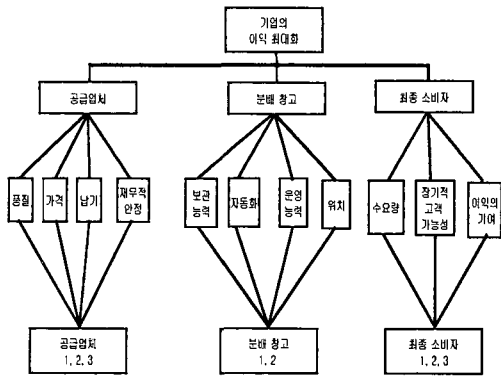 기업의
이익 최대화
공급업체
분배 창고
최종 소비자
품질
가격
납기
재무적
안정
보관
능력
자동화
운영
능력
위치
수요량
장기적
고객
가능성
이익의
기여
공급업체
1, 2, 3
분배 창고
1, 2
최종 소비자
1, 2, 3